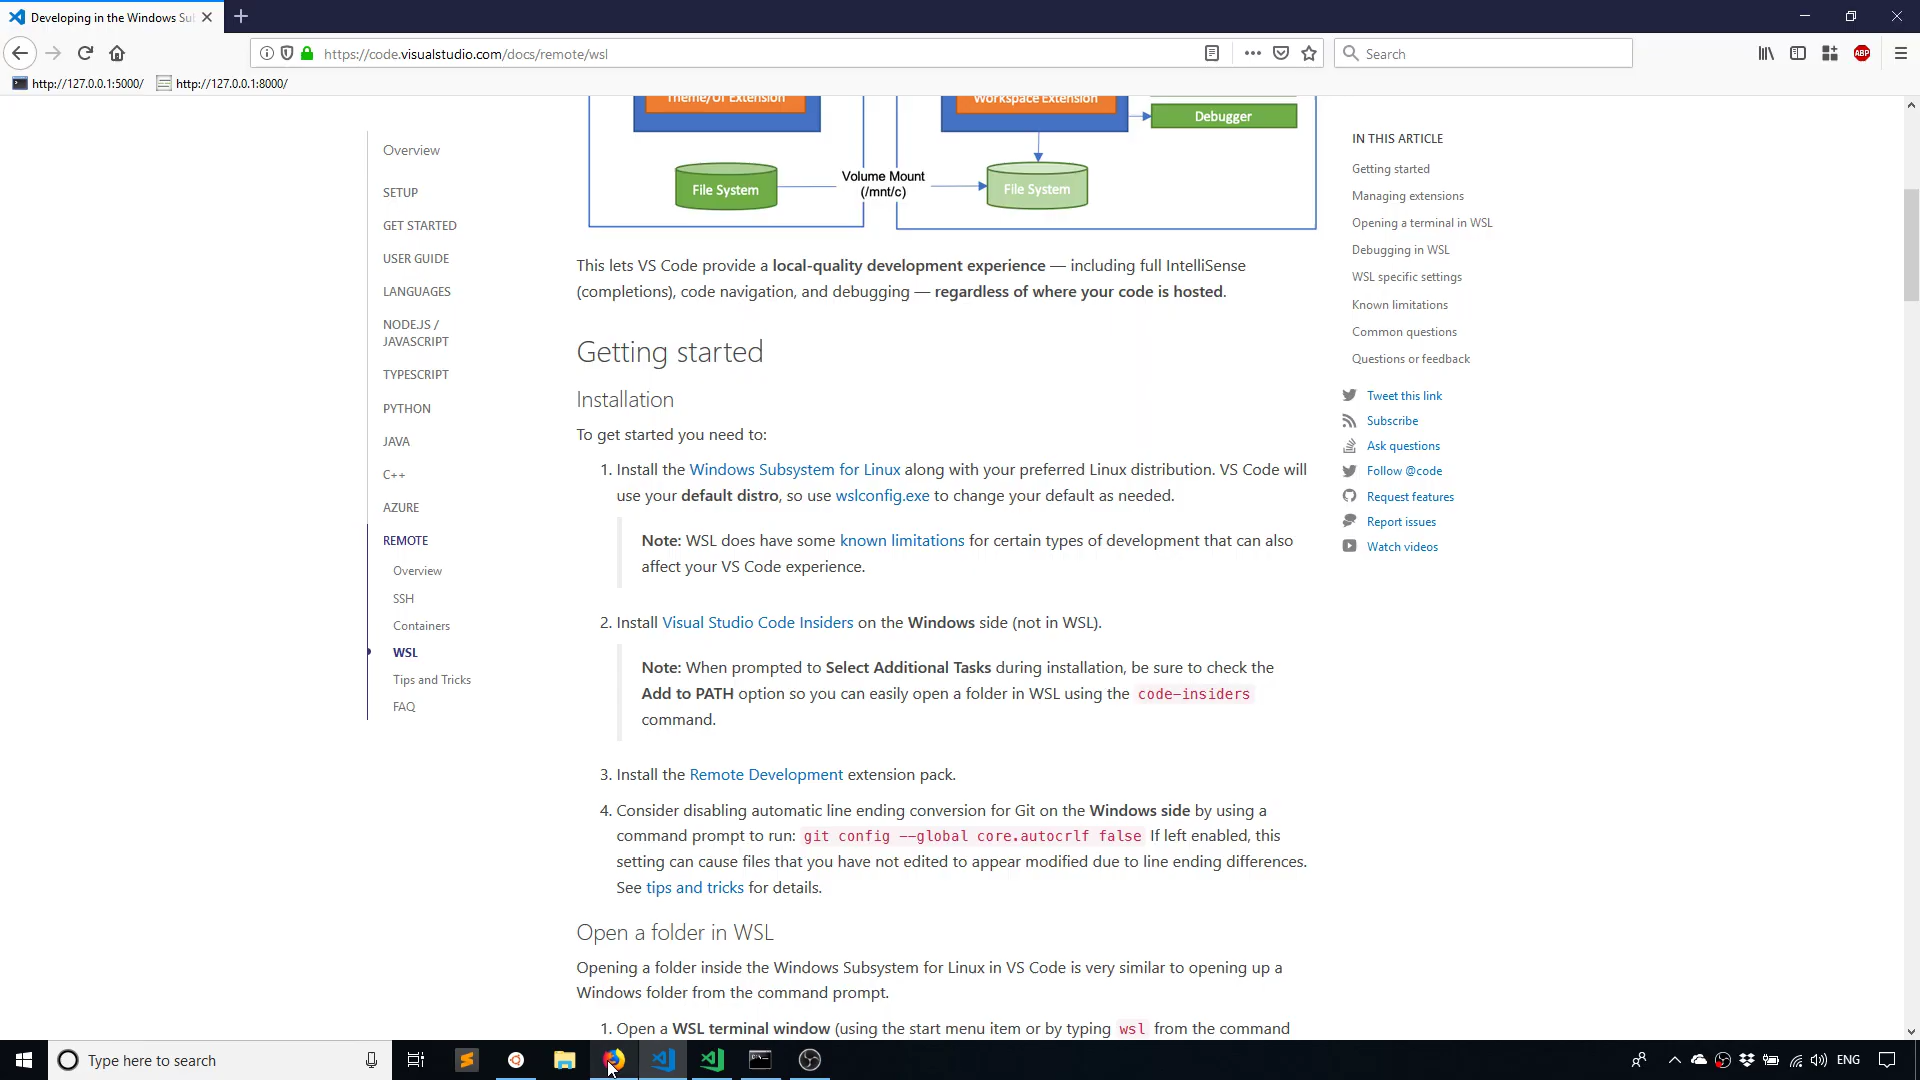 Developing in the Windows Su
https://code.visualstudio.com/docs/remote/wsl
Search
ABP
http://127.0.0.1:5000/
http://127.0.0.1:8000/
Theme/UI Extension
Workspace Extension
Debugger
File System
Volume Mount
(/mnt/c)
File System
Overview
SETUP
GET STARTED
USER GUIDE
LANGUAGES
NODE.JS /
JAVASCRIPT
TYPESCRIPT
PYTHON
JAVA
C++
AZURE
REMOTE
Overview
SSH
Containers
WSL
Tips and Tricks
FAQ
This lets VS Code provide a local-quality development experience — including full IntelliSense
(completions), code navigation, and debugging — regardless of where your code is hosted.
Getting started
Installation
To get started you need to:
1. Install the Windows Subsystem for Linux along with your preferred Linux distribution. VS Code will
use your default distro, so use wslconfig.exe to change your default as needed.
Note: WSL does have some known limitations for certain types of development that can also
affect your VS Code experience.
2. Install Visual Studio Code Insiders on the Windows side (not in WSL).
Note: When prompted to Select Additional Tasks during installation, be sure to check the
Add to PATH option so you can easily open a folder in WSL using the code-insiders
command.
3. Install the Remote Development extension pack.
4. Consider disabling automatic line ending conversion for Git on the Windows side by using a
command prompt to run: git config --global core.autocrlf false If left enabled, this
setting can cause files that you have not edited to appear modified due to line ending differences.
See tips and tricks for details.
Open a folder in WSL
Opening a folder inside the Windows Subsystem for Linux in VS Code is very similar to opening up a
Windows folder from the command prompt.
1. Open a WSL terminal window (using the start menu item or by typing wsl from the command
IN THIS ARTICLE
Getting started
Managing extensions
Opening a terminal in WSL
Debugging in WSL
WSL specific settings
Known limitations
Common questions
Questions or feedback
Tweet this link
Subscribe
Ask questions
Follow @code
Request features
Report issues
Watch videos
Type here to search
ENG